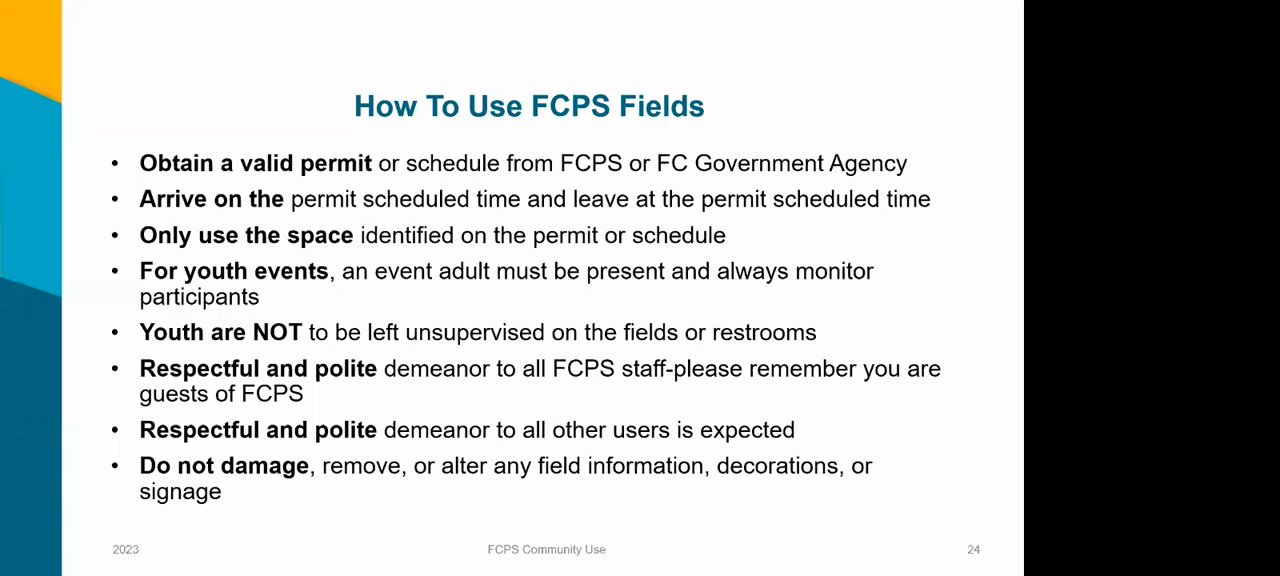 How To Use FCPS Fields
• Obtain a valid permit or schedule from FCPS or FC Government Agency
• Arrive on the permit scheduled time and leave at the permit scheduled time
• Only use the space identified on the permit or schedule
• For youth events, an event adult must be present and always monitor
participants
• Youth are NOT to be left unsupervised on the fields or restrooms
• Respectful and polite demeanor to all FCPS staff-please remember you are
guests of FCPS
• Respectful and polite demeanor to all other users is expected
• Do not damage, remove, or alter any field information, decorations, or
signage
2023 FCPS Community Use 24